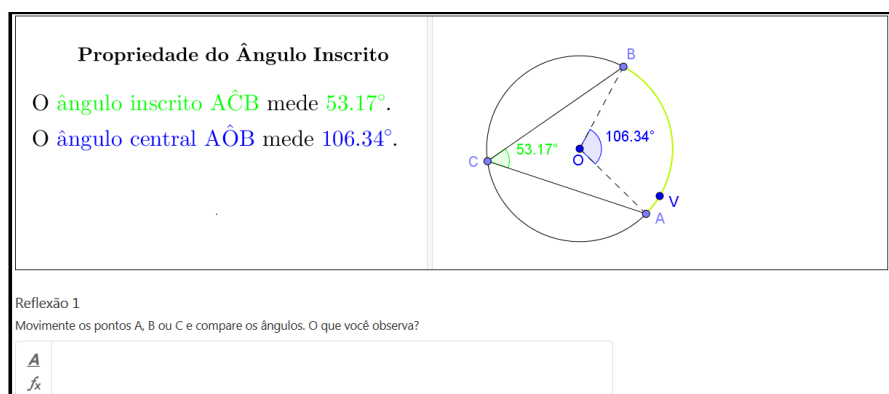 Propriedade do Ângulo Inscrito
O ângulo inscrito AĈB mede 53.17°.
O ângulo central AÔB mede 106.34°.
B
106.34°
53.17°
C
O
V
A
Reflexão 1
Movimente os pontos A, B ou C e compare os ângulos. O que você observa?
A
fx